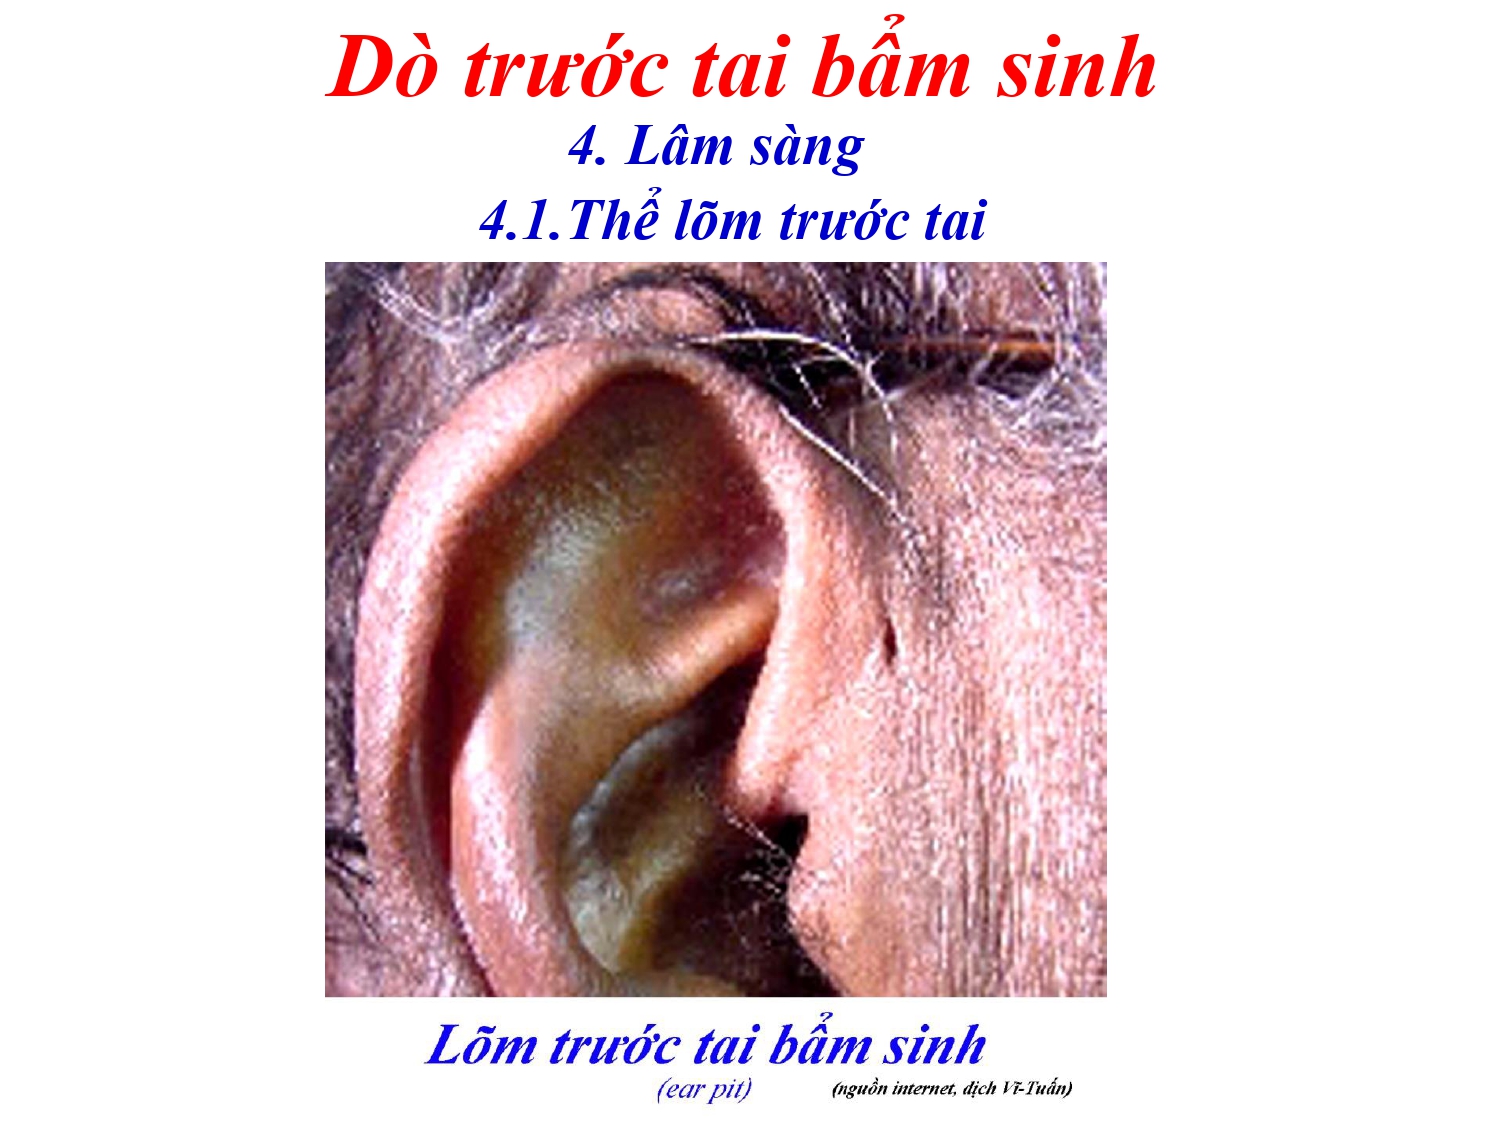 Dò trước tai bẩm sinh
4. Lâm sàng
4.1.Thể lõm trước tai
Lõm trước tai bẩm sinh
(ear pit) (nguồn internet, dịch Vĩ-Tuấn)